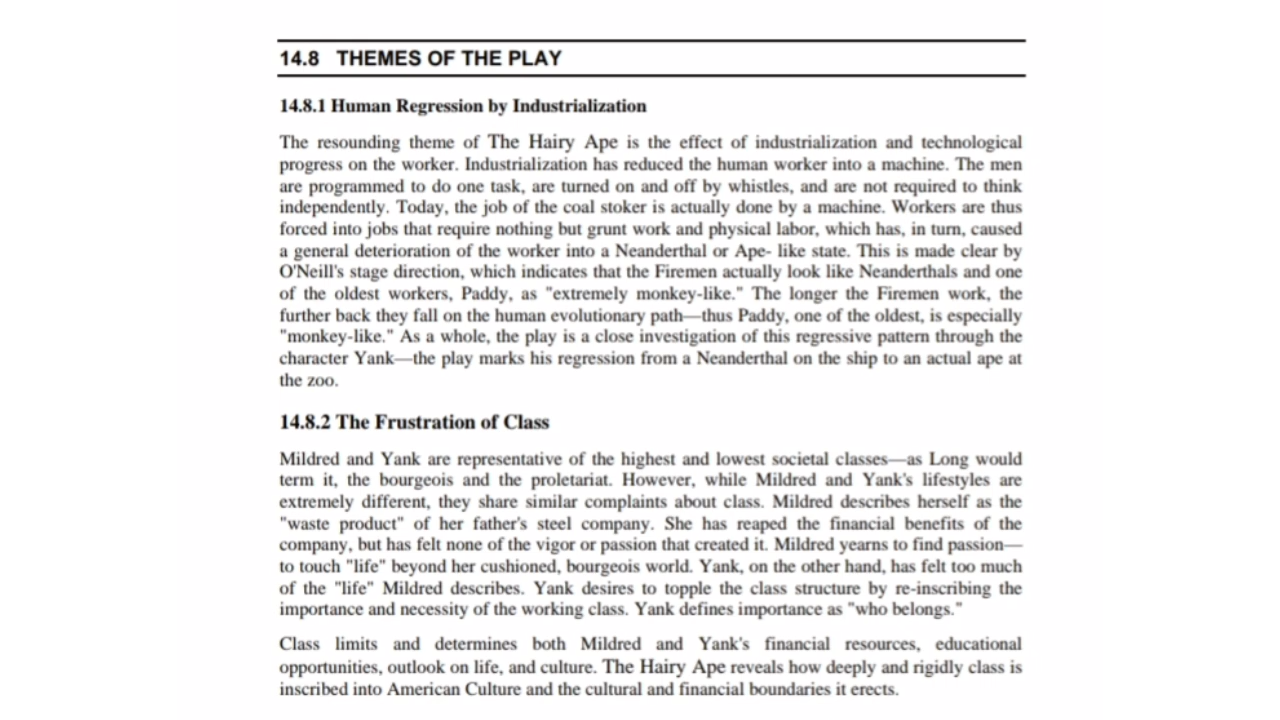 14.8 THEMES OF THE PLAY
14.8.1 Human Regression by Industrialization
The resounding theme of The Hairy Ape is the effect of industrialization and technological
progress on the worker. Industrialization has reduced the human worker into a machine. The men
are programmed to do one task, are turned on and off by whistles, and are not required to think
independently. Today, the job of the coal stoker is actually done by a machine. Workers are thus
forced into jobs that require nothing but grunt work and physical labor, which has, in turn, caused
a general deterioration of the worker into a Neanderthal or Ape- like state. This is made clear by
O'Neill's stage direction, which indicates that the Firemen actually look like Neanderthals and one
of the oldest workers, Paddy, as "extremely monkey-like." The longer the Firemen work, the
further back they fall on the human evolutionary path—thus Paddy, one of the oldest, is especially
"monkey-like." As a whole, the play is a close investigation of this regressive pattern through the
character Yank—the play marks his regression from a Neanderthal on the ship to an actual ape at
the zoo.
14.8.2 The Frustration of Class
Mildred and Yank are representative of the highest and lowest societal classes—as Long would
term it, the bourgeois and the proletariat. However, while Mildred and Yank's lifestyles are
extremely different, they share similar complaints about class. Mildred describes herself as the
"waste product" of her father's steel company. She has reaped the financial benefits of the
company, but has felt none of the vigor or passion that created it. Mildred yearns to find passion—
to touch "life" beyond her cushioned, bourgeois world. Yank, on the other hand, has felt too much
of the "life" Mildred describes. Yank desires to topple the class structure by re-inscribing the
importance and necessity of the working class. Yank defines importance as "who belongs."
Class limits and determines both Mildred and Yank's financial resources, educational
opportunities, outlook on life, and culture. The Hairy Ape reveals how deeply and rigidly class is
inscribed into American Culture and the cultural and financial boundaries it erects.